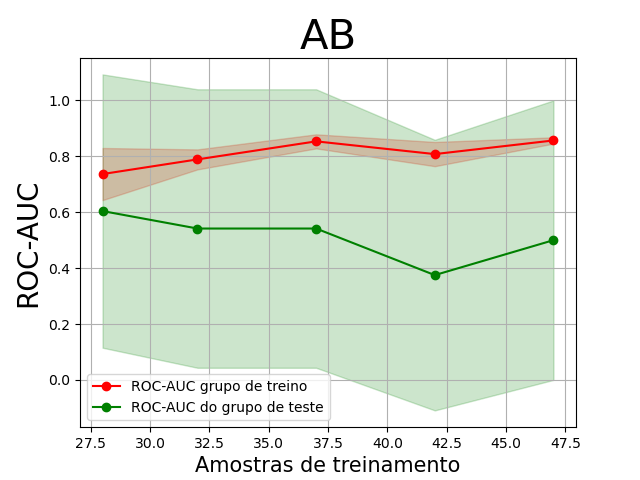 AB
ROC-AUC
1.0
0.8
0.6
0.4
0.2
0.0
ROC-AUC grupo de treino
ROC-AUC do grupo de teste
27.5 30.0 32.5 35.0 37.5 40.0 42.5 45.0 47.5
Amostras de treinamento